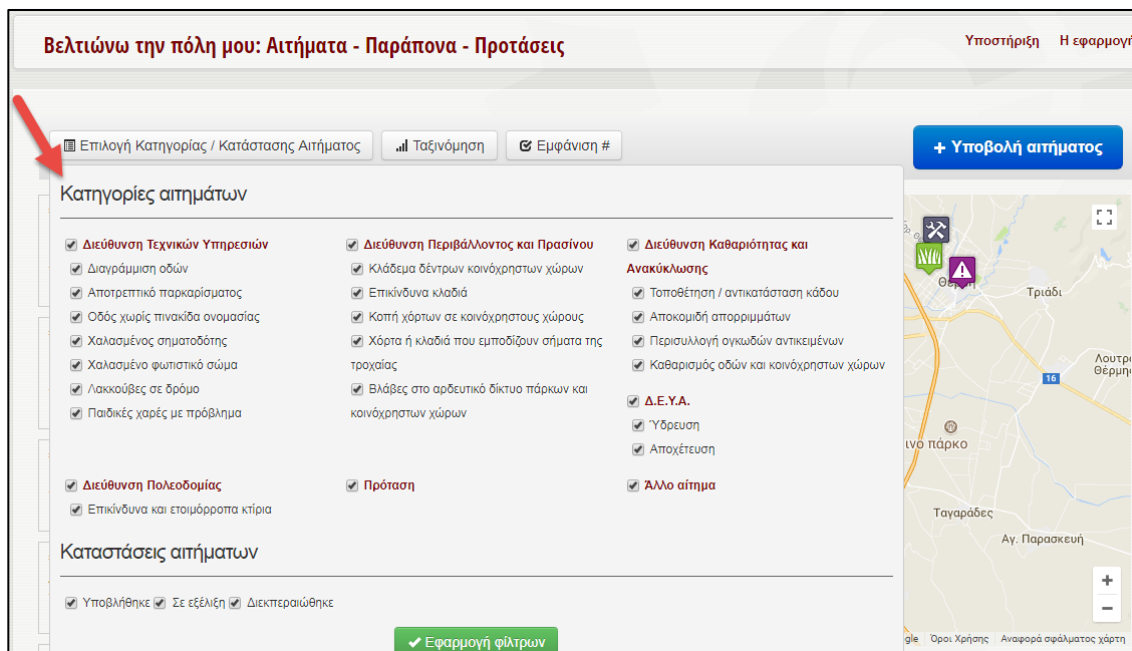 Βελτιώνω την πόλη μου: Αιτήματα - Παράπονα - Προτάσεις
Υποστήριξη Η εφαρμογή
Επιλογή Κατηγορίας / Κατάστασης Αιτήματος Ταξινόμηση Εμφάνιση #
+ Υποβολή αιτήματος
Κατηγορίες αιτημάτων
Διεύθυνση Τεχνικών Υπηρεσιών
Διαγράμμιση οδών
Αποτρεπτικό παρκαρίσματος
Οδός χωρίς πινακίδα ονομασίας
Χαλασμένος σηματοδότης
Χαλασμένο φωτιστικό σώμα
Λακκούβες σε δρόμο
Παιδικές χαρές με πρόβλημα
Διεύθυνση Περιβάλλοντος και Πρασίνου
Κλάδεμα δέντρων κοινόχρηστων χώρων
Επικίνδυνα κλαδιά
Κοπή χόρτων σε κοινόχρηστους χώρους
Χόρτα ή κλαδιά που εμποδίζουν σήματα της
τροχαίας
Βλάβες στο αρδευτικό δίκτυο πάρκων και
κοινόχρηστων χώρων
Διεύθυνση Καθαριότητας και
Ανακύκλωσης
Τοποθέτηση / αντικατάσταση κάδου
Αποκομιδή απορριμμάτων
Περισυλλογή ογκωδών αντικειμένων
Καθαρισμός οδών και κοινόχρηστων χώρων
Δ.Ε.Υ.Α.
Ύδρευση
Αποχέτευση
Διεύθυνση Πολεοδομίας
Επικίνδυνα και ετοιμόρροπα κτίρια
Πρόταση
Άλλο αίτημα
Καταστάσεις αιτήματων
Υποβλήθηκε Σε εξέλιξη Διεκπεραιώθηκε
Εφαρμογή φίλτρων
Τριάδι
Λουτρά
Θέρμης
16
ινο πάρκο
Ταγαράδες
Αγ. Παρασκευή
+
−
gle Όροι Χρήσης Αναφορά σφάλματος χάρτη